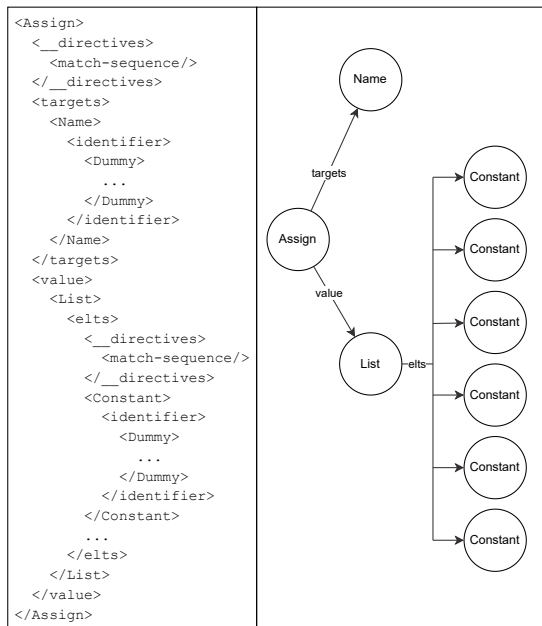 <Assign>
  <__directives>
    <match-sequence/>
  </__directives>
  <targets>
    <Name>
      <identifier>
        <Dummy>
          ...
        </Dummy>
      </identifier>
    </Name>
  </targets>
  <value>
    <List>
      <elts>
        <__directives>
          <match-sequence/>
        </__directives>
        <Constant>
          <identifier>
            <Dummy>
              ...
            </Dummy>
          </identifier>
        </Constant>
        ...
      </elts>
    </List>
  </value>
</Assign>
Name
targets
Assign
value
List
elts
Constant
Constant
Constant
Constant
Constant
Constant